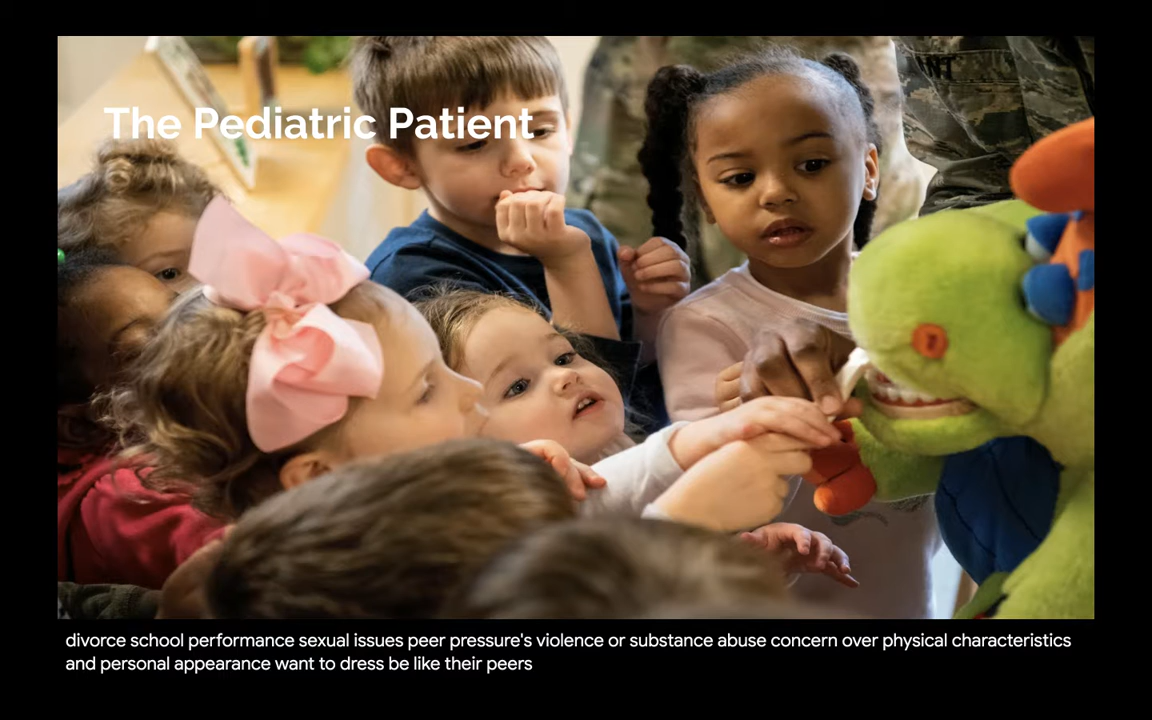 The Pediatric Patient
divorce school performance sexual issues peer pressure's violence or substance abuse concern over physical characteristics
and personal appearance want to dress be like their peers